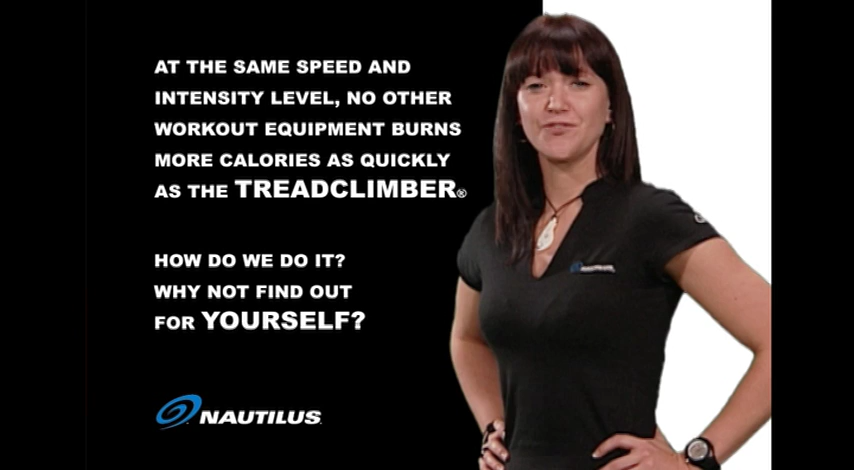 AT THE SAME SPEED AND
INTENSITY LEVEL, NO OTHER
WORKOUT EQUIPMENT BURNS
MORE CALORIES AS QUICKLY
AS THE TREADCLIMBER®
HOW DO WE DO IT?
WHY NOT FIND OUT
FOR YOURSELF?
NAUTILUS